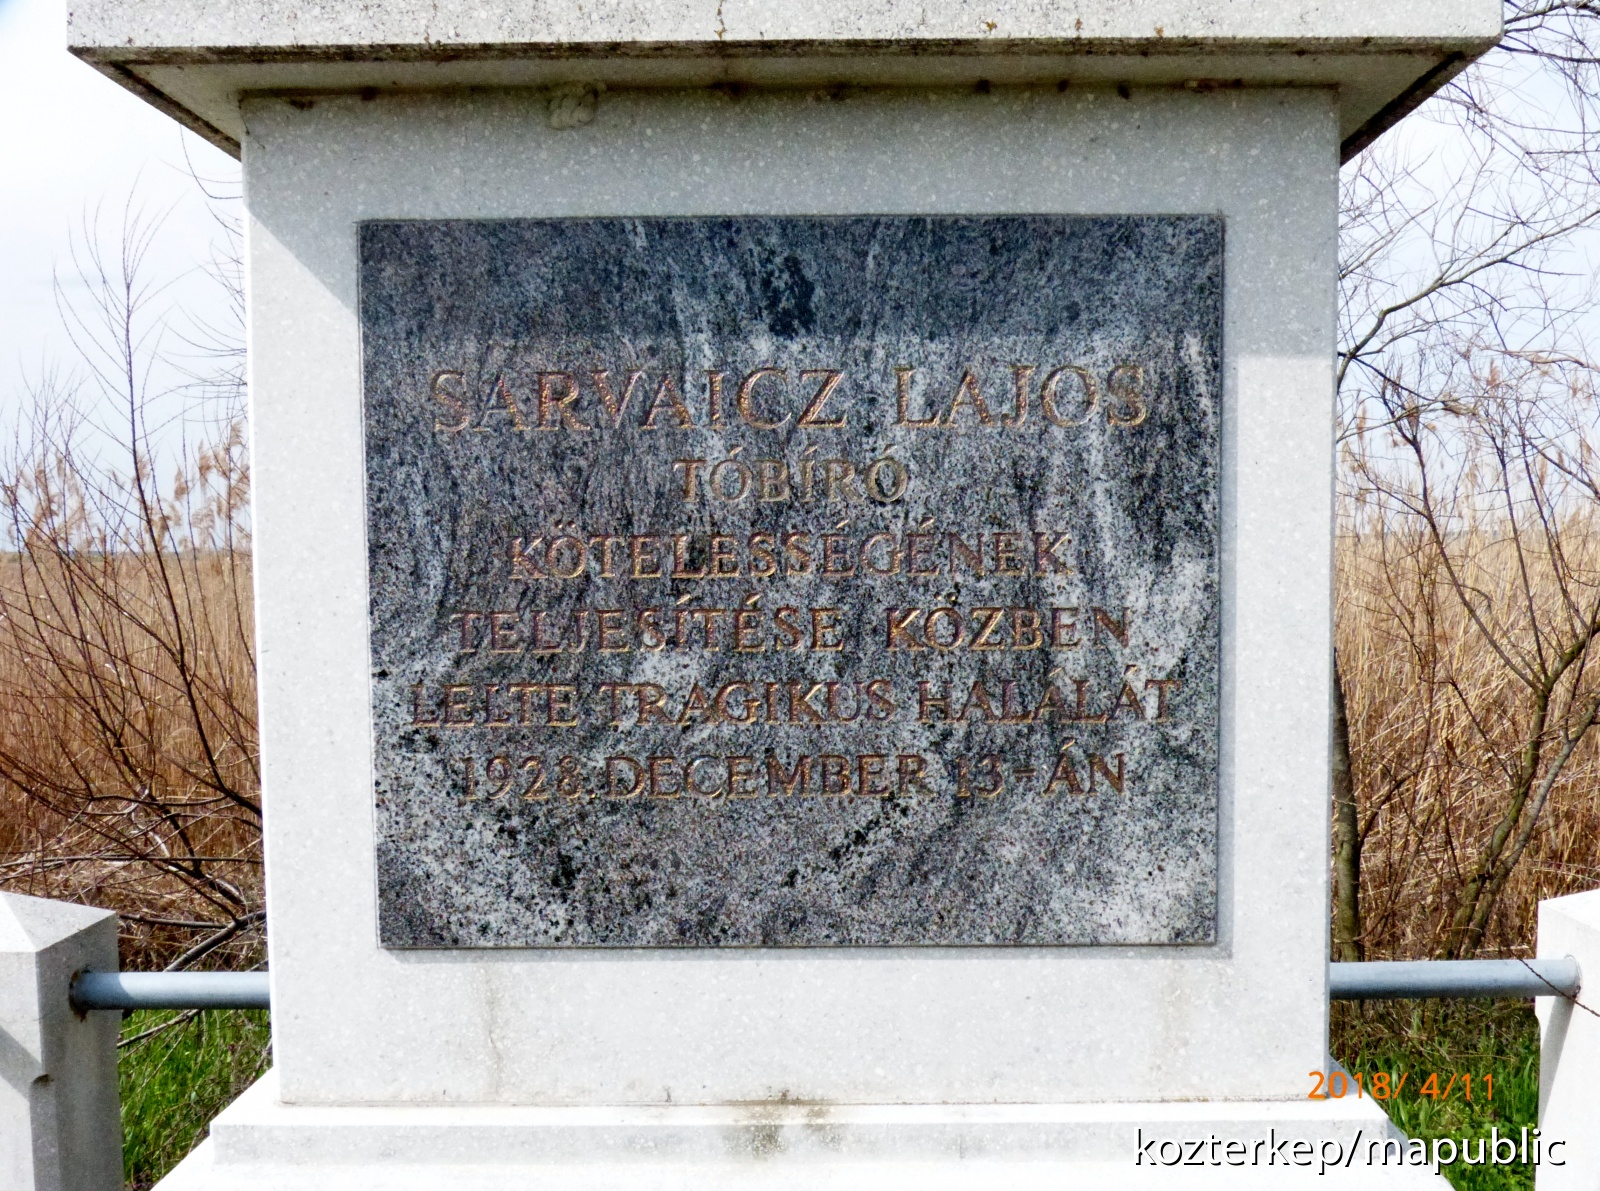 SARVAICZ LAJOS
TÓBÍRÓ
KÖTELESSÉGÉNEK
TELJESÍTÉSE KÖZBEN
LELTE TRAGIKUS HALÁLÁT
1928.DECEMBER 13-ÁN
2018/ 4/11
kozterkep/mapublic